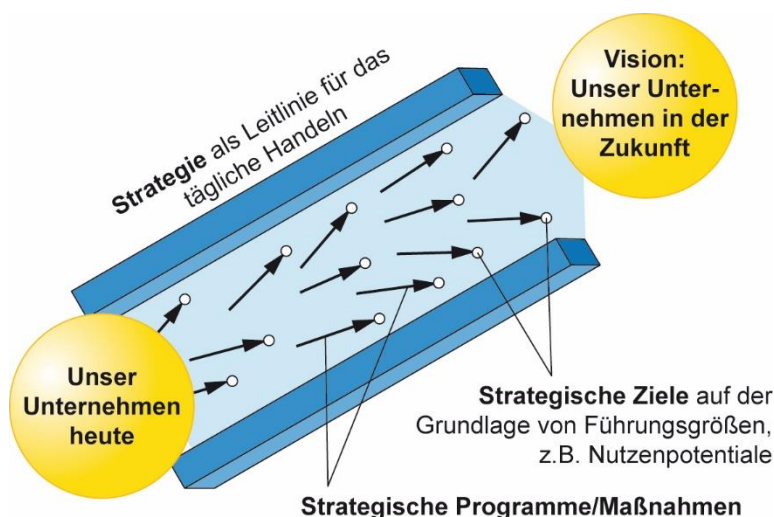 Vision:
Unser Unter-
nehmen in der
Zukunft
Strategie als Leitlinie für das
tägliche Handeln
Unser
Unternehmen
heute
Strategische Ziele auf der
Grundlage von Führungsgrößen,
z.B. Nutzenpotentiale
Strategische Programme/Maßnahmen